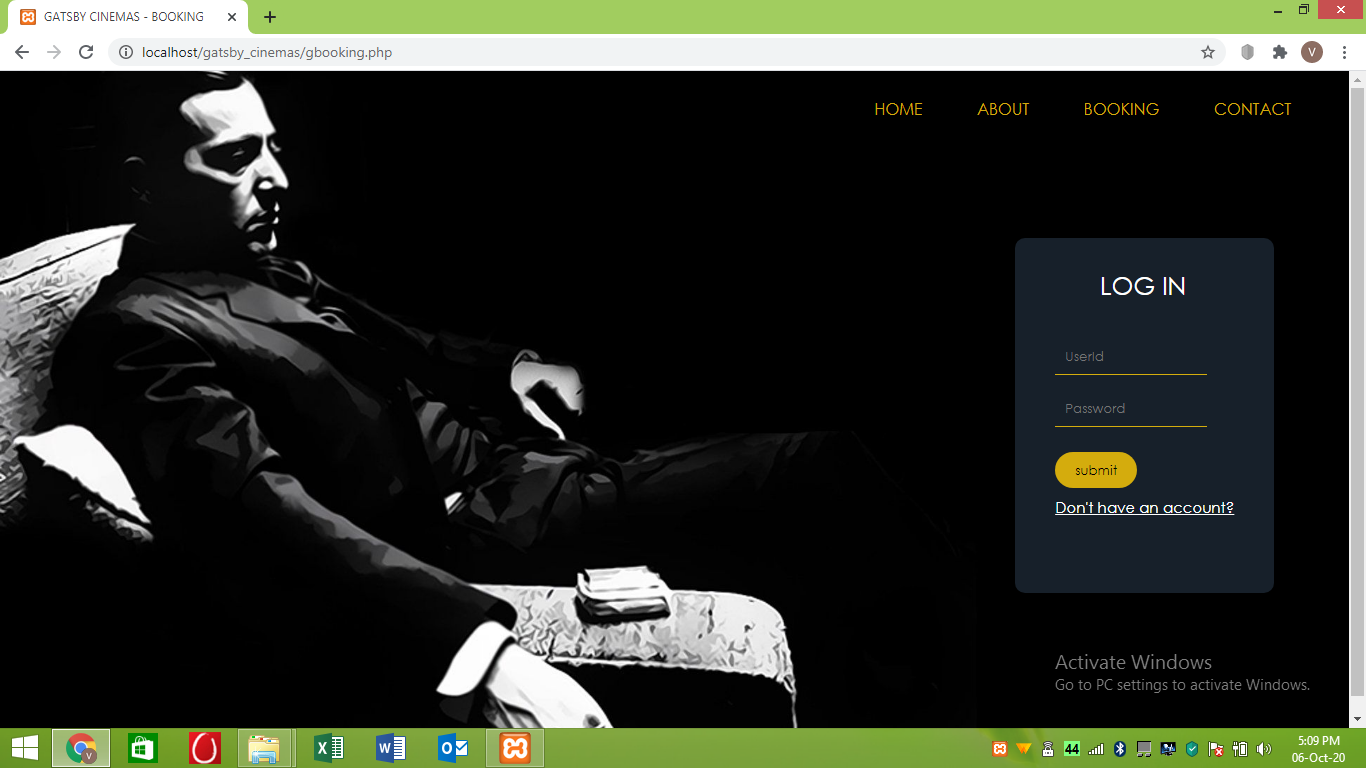 GATSBY CINEMAS - BOOKING
localhost/gatsby_cinemas/gbooking.php
V
HOME ABOUT BOOKING CONTACT
LOG IN
UserId
Password
submit
Don't have an account?
Activate Windows
Go to PC settings to activate Windows.
V
44
5:09 PM
06-Oct-20